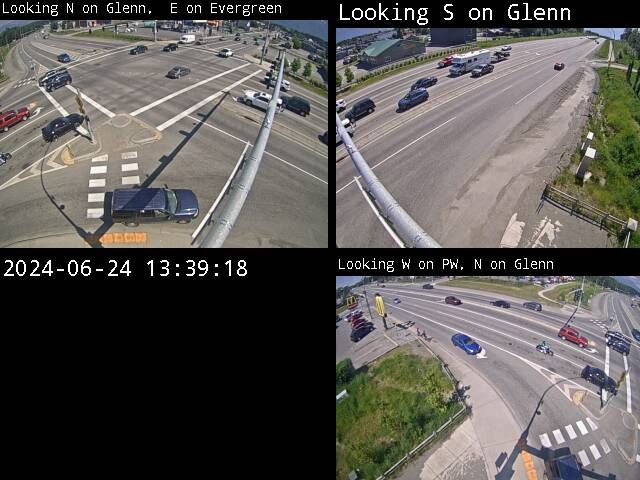 Looking N on Glenn, E on Evergreen
Looking S on Glenn
2024-06-24 13:39:18
Looking W on PW, N on Glenn